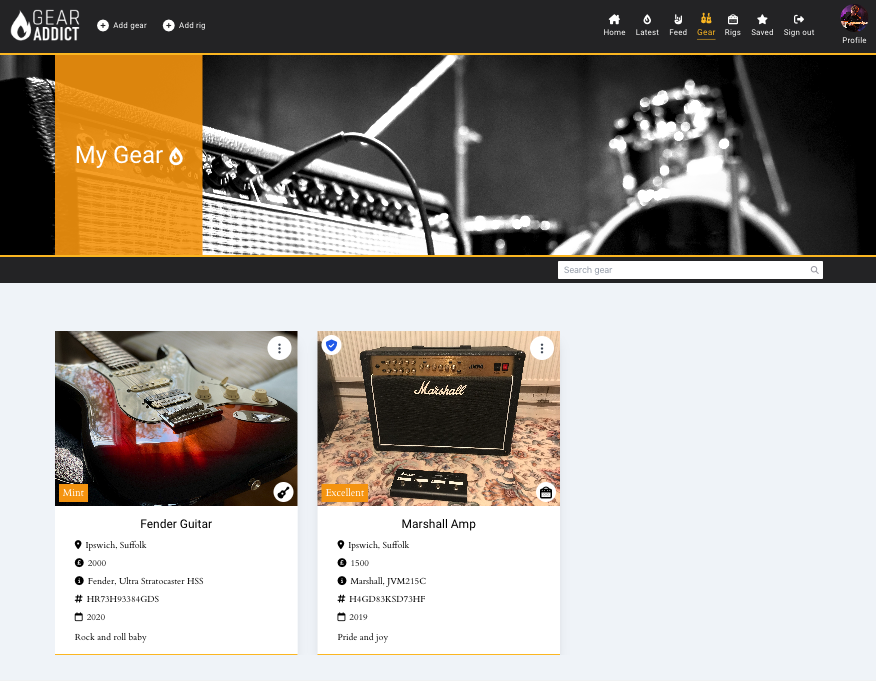 GEAR
ADDICT
Add gear
Add rig
Home
Latest
Feed
Gear
Rigs
Saved
Sign out
Profile
My Gear
Search gear
Mint
Fender Guitar
Ipswich, Suffolk
2000
Fender, Ultra Stratocaster HSS
HR73H93384GDS
2020
Rock and roll baby
Marshall
Excellent
Marshall Amp
Ipswich, Suffolk
1500
Marshall, JVM215C
H4GD83KSD73HF
2019
Pride and joy